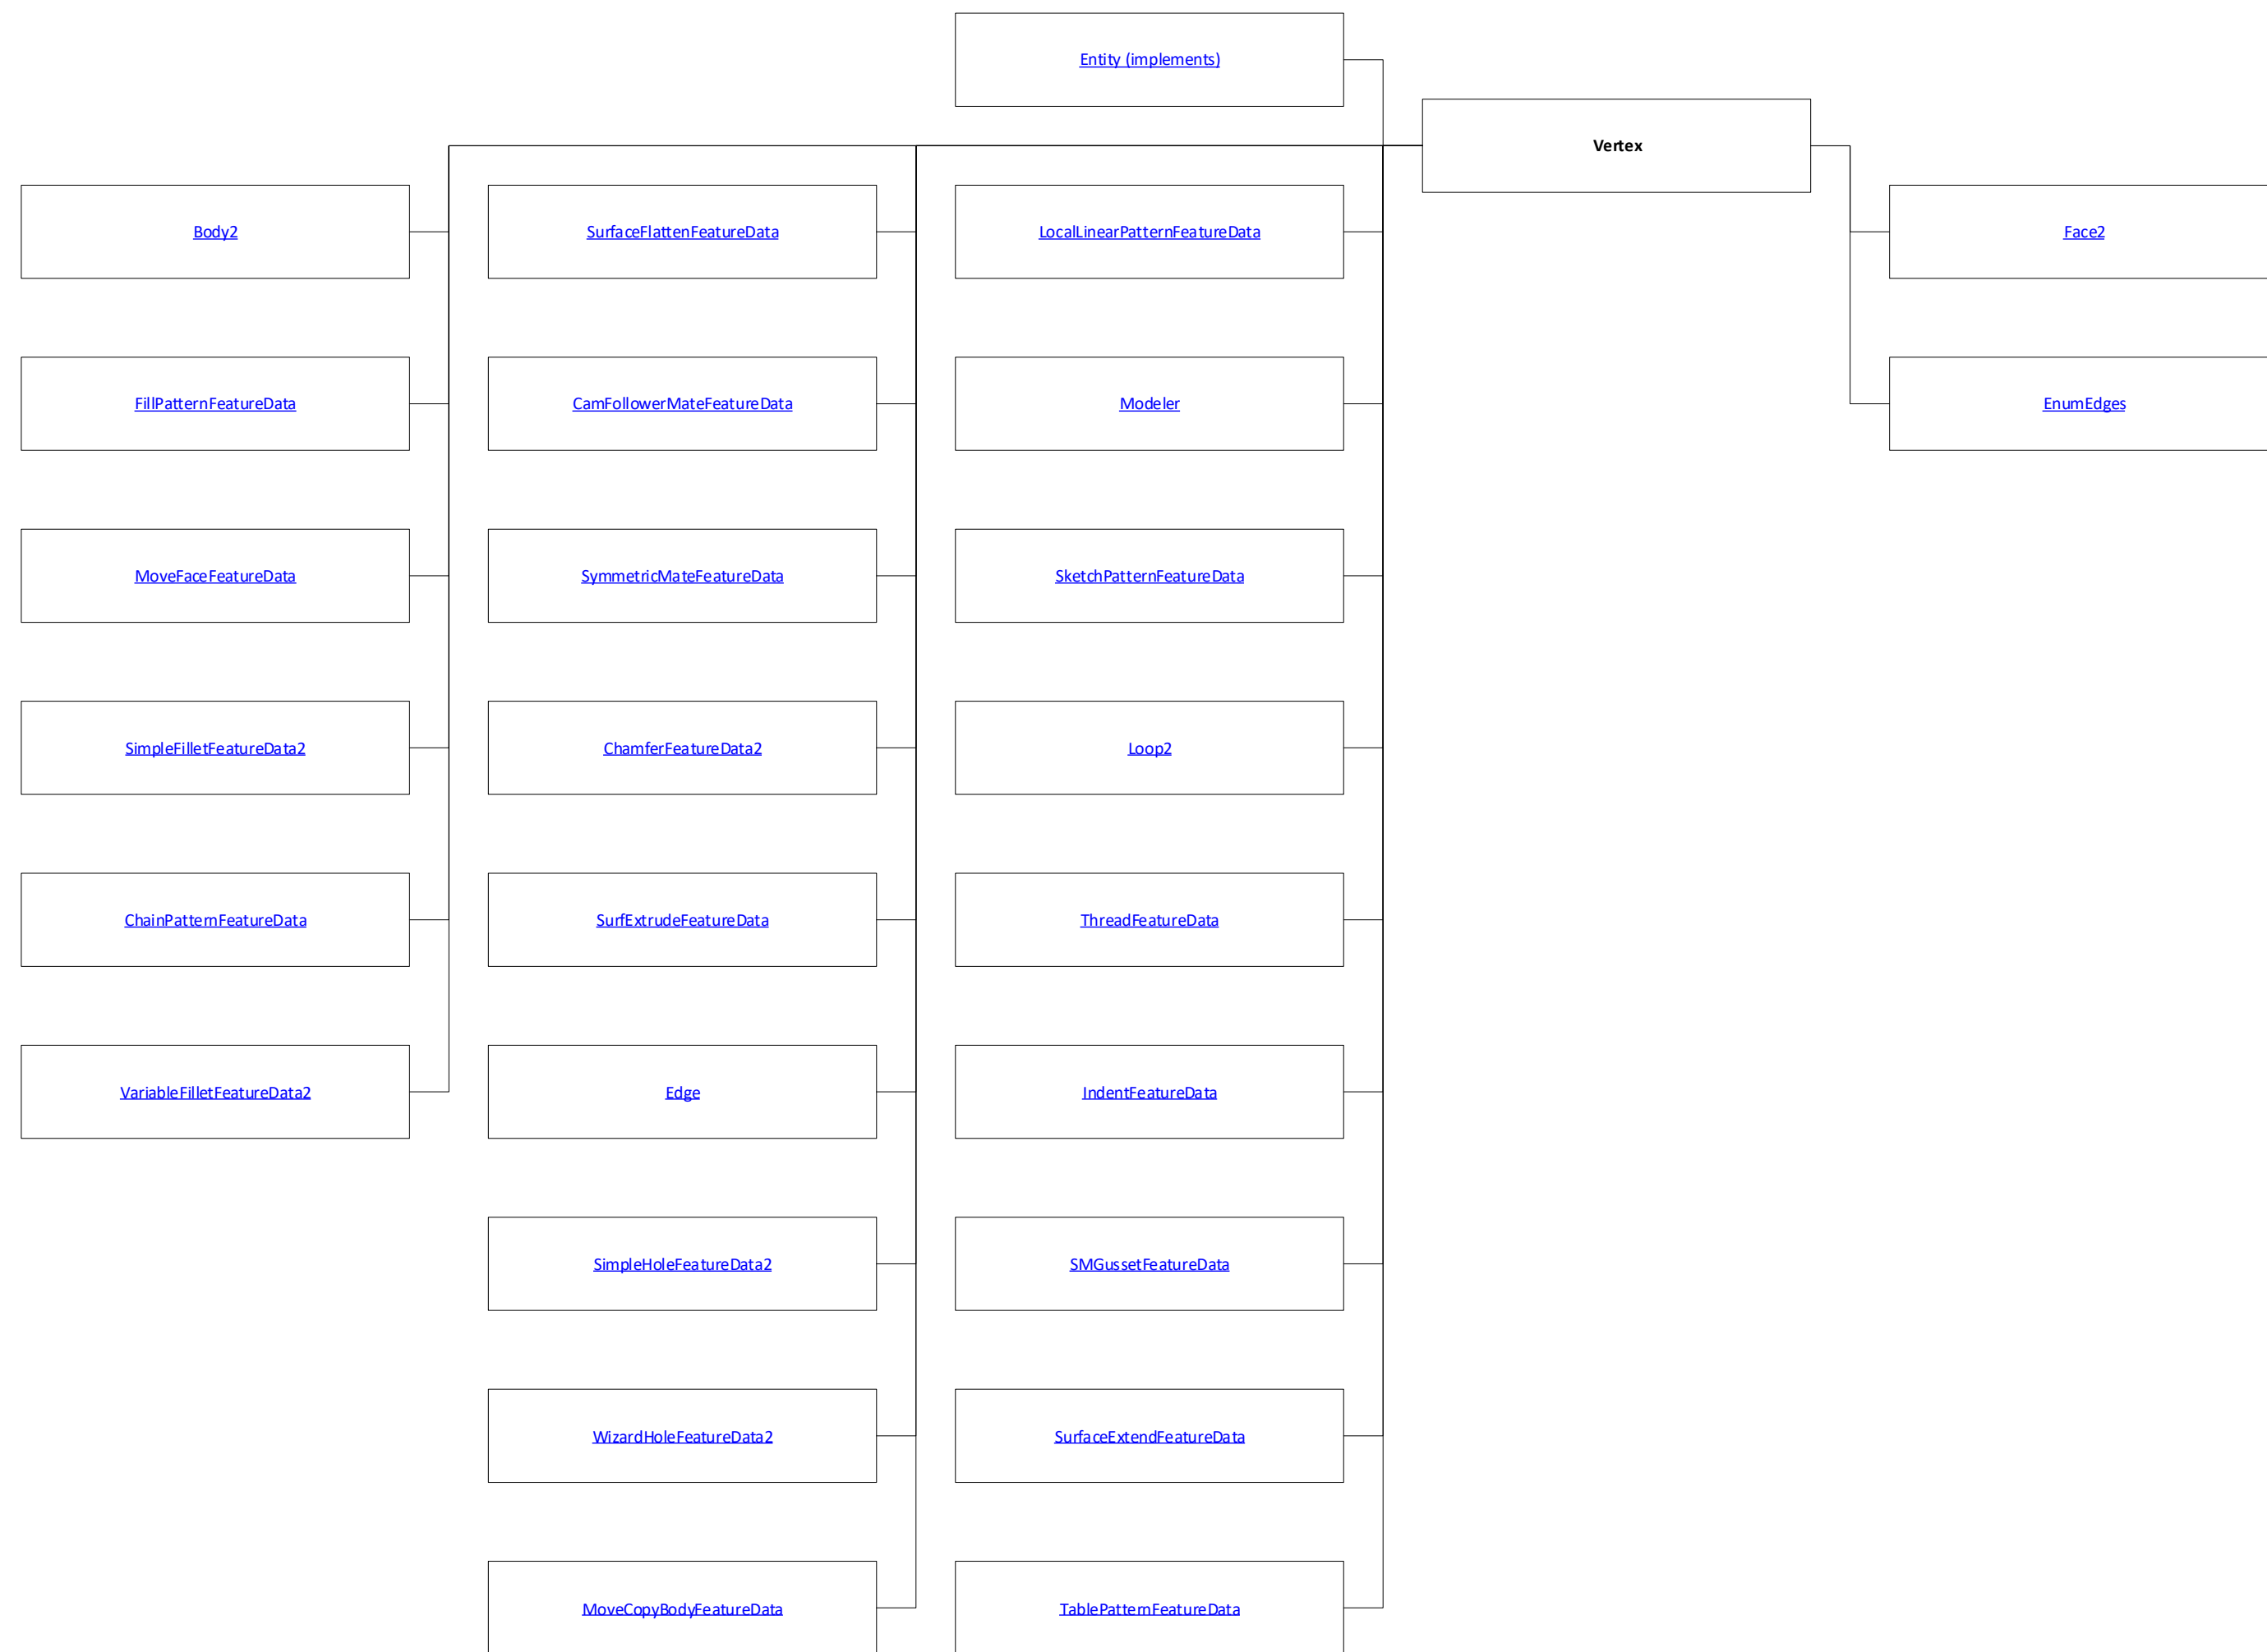 Entity (implements)
Vertex
Body2
SurfaceFlattenFeatureData
LocalLinearPatternFeatureData
Face2
FillPatternFeatureData
CamFollowerMateFeatureData
Modeler
EnumEdges
MoveFaceFeatureData
SymmetricMateFeatureData
SketchPatternFeatureData
SimpleFilletFeatureData2
ChamferFeatureData2
Loop2
ChainPatternFeatureData
SurfExtrudeFeatureData
ThreadFeatureData
VariableFilletFeatureData2
Edge
IndentFeatureData
SimpleHoleFeatureData2
SMGussetFeatureData
WizardHoleFeatureData2
SurfaceExtendFeatureData
MoveCopyBodyFeatureData
TablePatternFeatureData